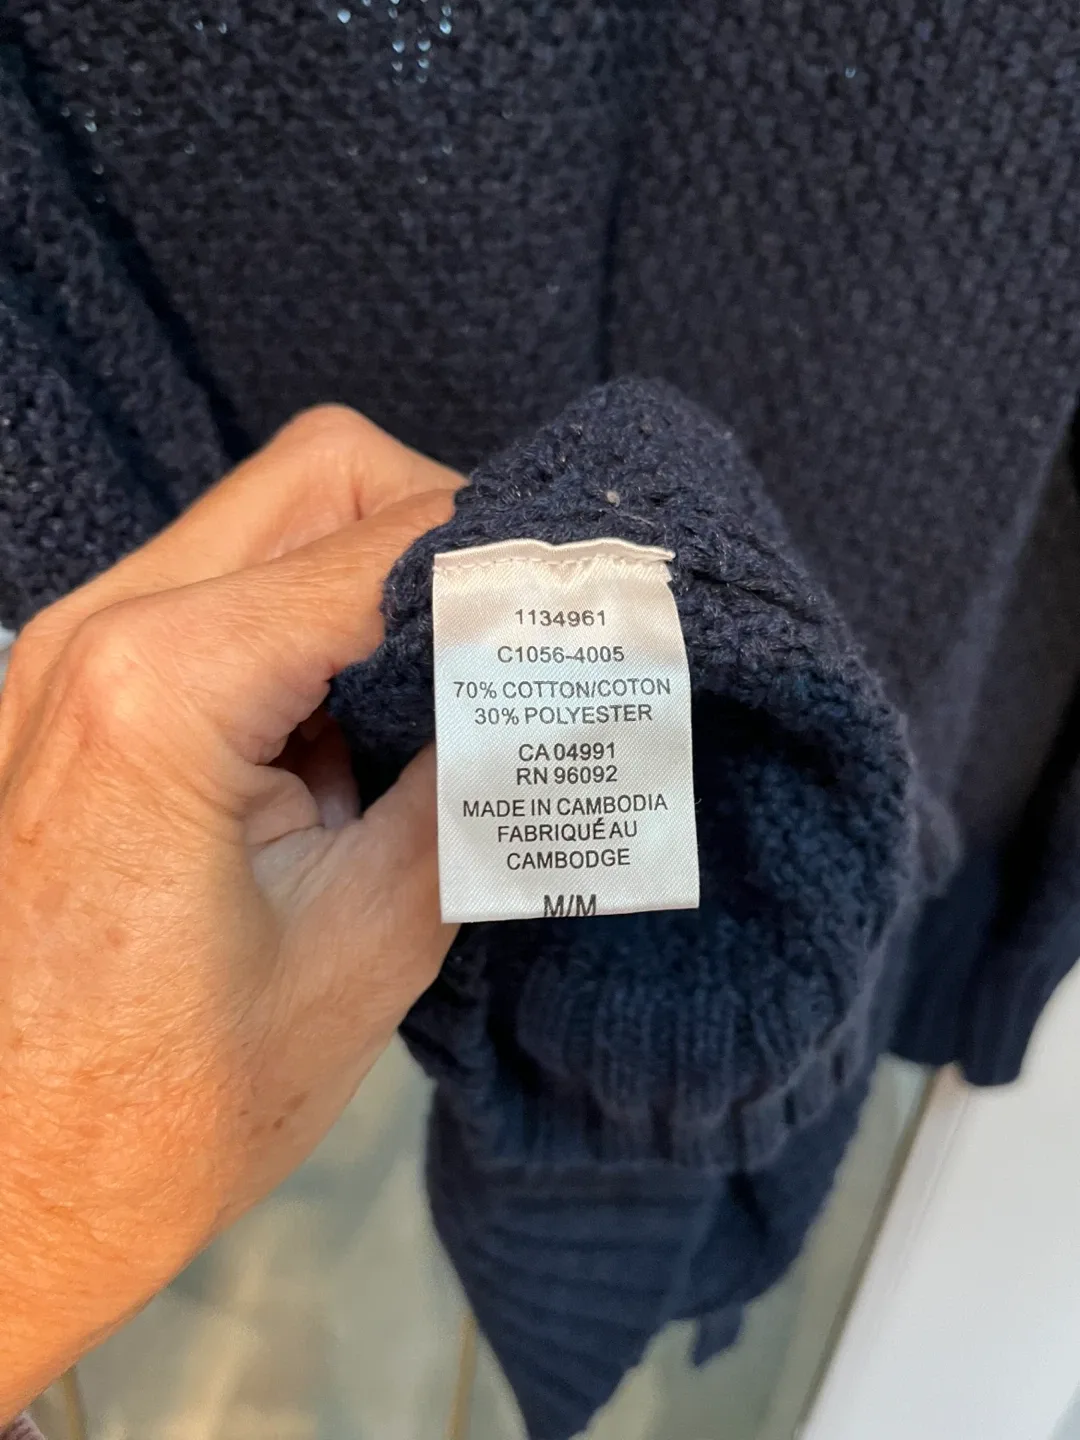 1134961
C1056-4005
70% COTTON/COTON
30% POLYESTER
CA 04991
RN 96092
MADE IN CAMBODIA
FABRIQUÉ AU
CAMBODGE
M/M